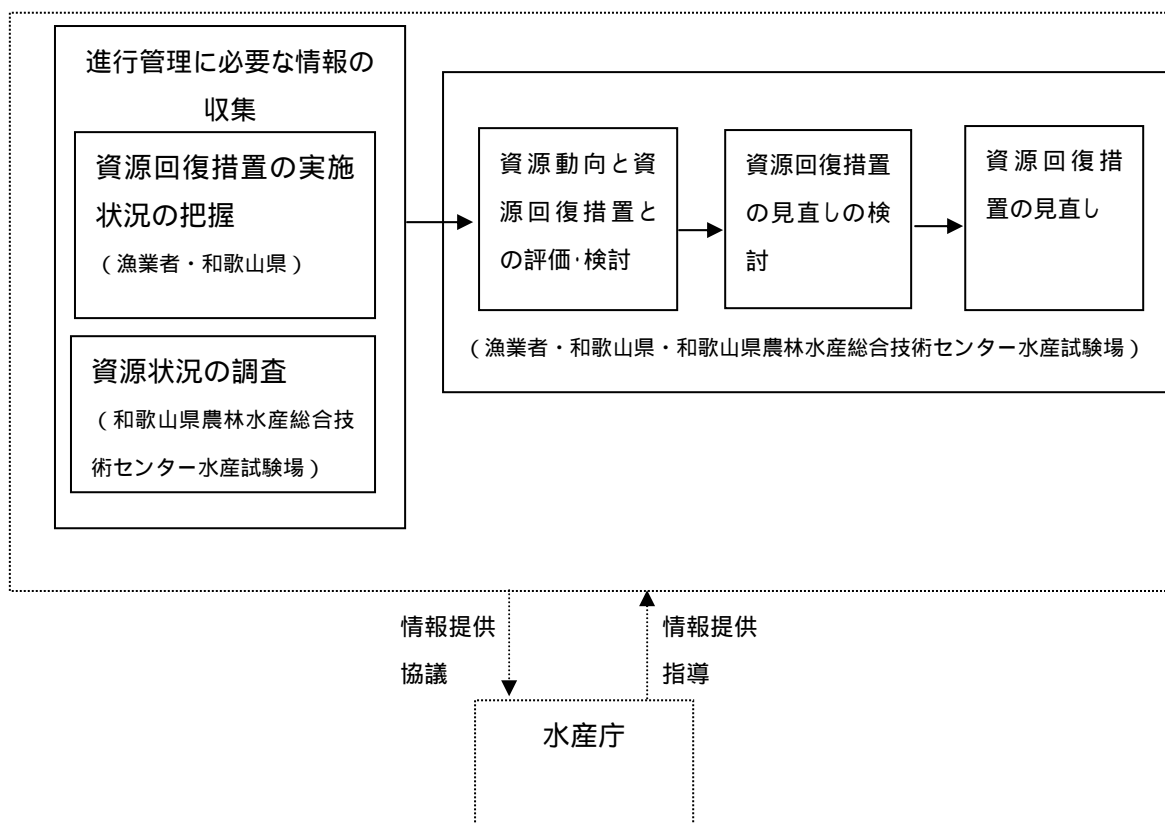 進行管理に必要な情報の
収集
資源回復措置の実施
状況の把握
（漁業者・和歌山県）
資源状況の調査
（和歌山県農林水産総合技
術センター水産試験場）
資源動向と資
源回復措置と
の評価･検討
資源回復措置
の見直しの検
討
資源回復措
置の見直し
（漁業者・和歌山県・和歌山県農林水産総合技術センター水産試験場）
情報提供
協議
情報提供
指導
水産庁